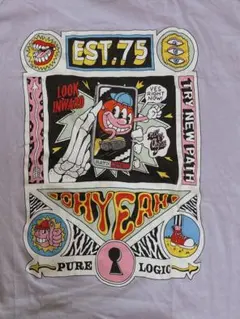 EST. 75
LOOK
INWARD
YES
RIGHT
NOW!
TRY NEW PATH
OH YEAH
PURE LOGIC